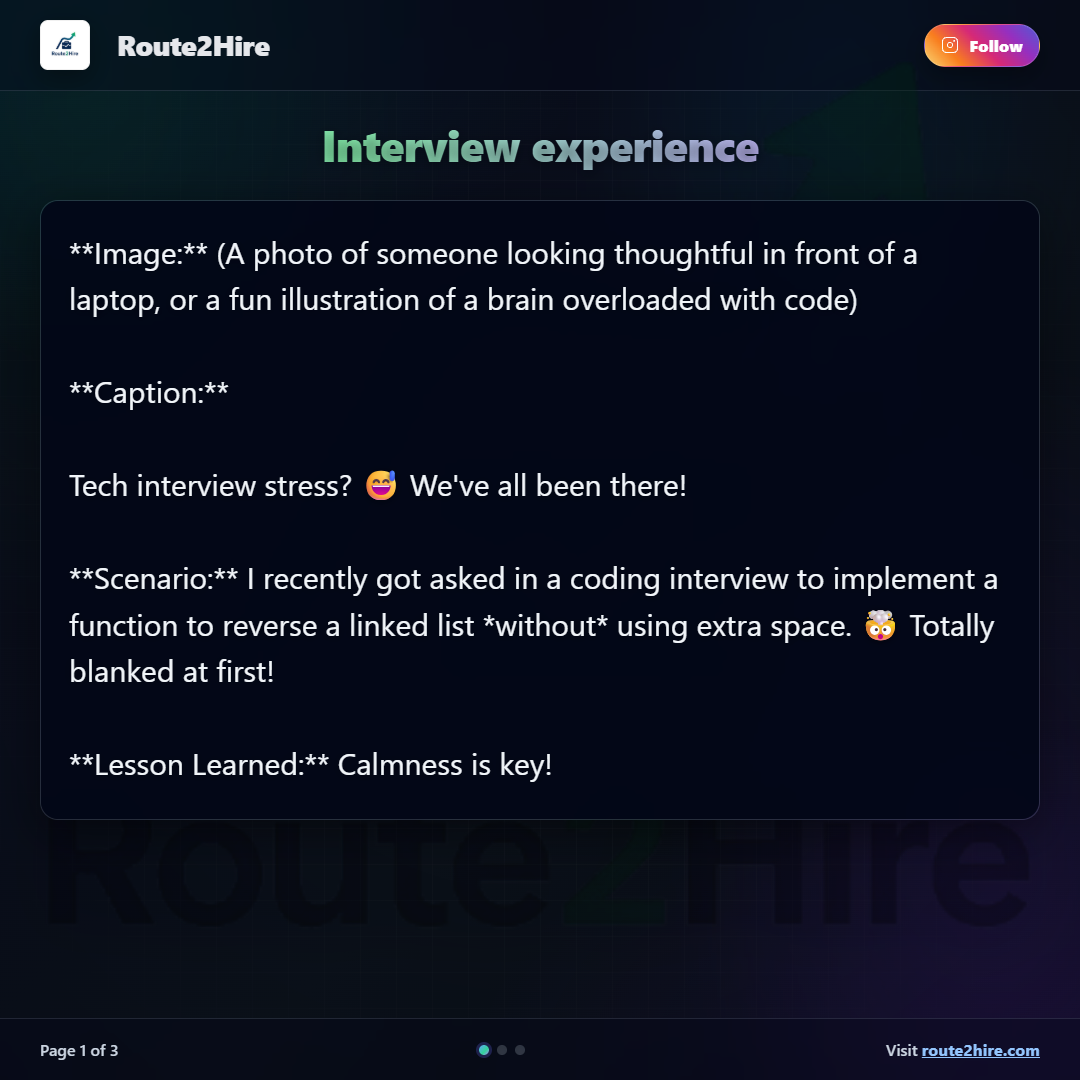 Route2Hire
Route2Hire
Follow
Interview experience
**Image:** (A photo of someone looking thoughtful in front of a
laptop, or a fun illustration of a brain overloaded with code)
**Caption:**
Tech interview stress? 😅 We've all been there!
**Scenario:** I recently got asked in a coding interview to implement a
function to reverse a linked list *without* using extra space. 🤯 Totally
blanked at first!
**Lesson Learned:** Calmness is key!
Route2Hire
Page 1 of 3
Visit route2hire.com